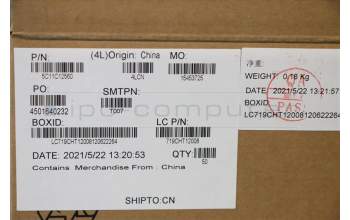 P/N: (4L)Origin: China MO:
5C11C12560 4LCN 15453725
PO: SMTPN:
4501640232 T007
BOXID: LC P/N:
LC719CHT12008120622264 719CHT12008
DATE: 2021/5/22 13:20:53 QTY:
50
Contains Merchandise From : China
SHIPTO:CN
净重:
WEIGHT: 0.18 Kg
DATE: 2021/5/22 13:21:57
PAS
BOXID:
LC719CHT12008120622264